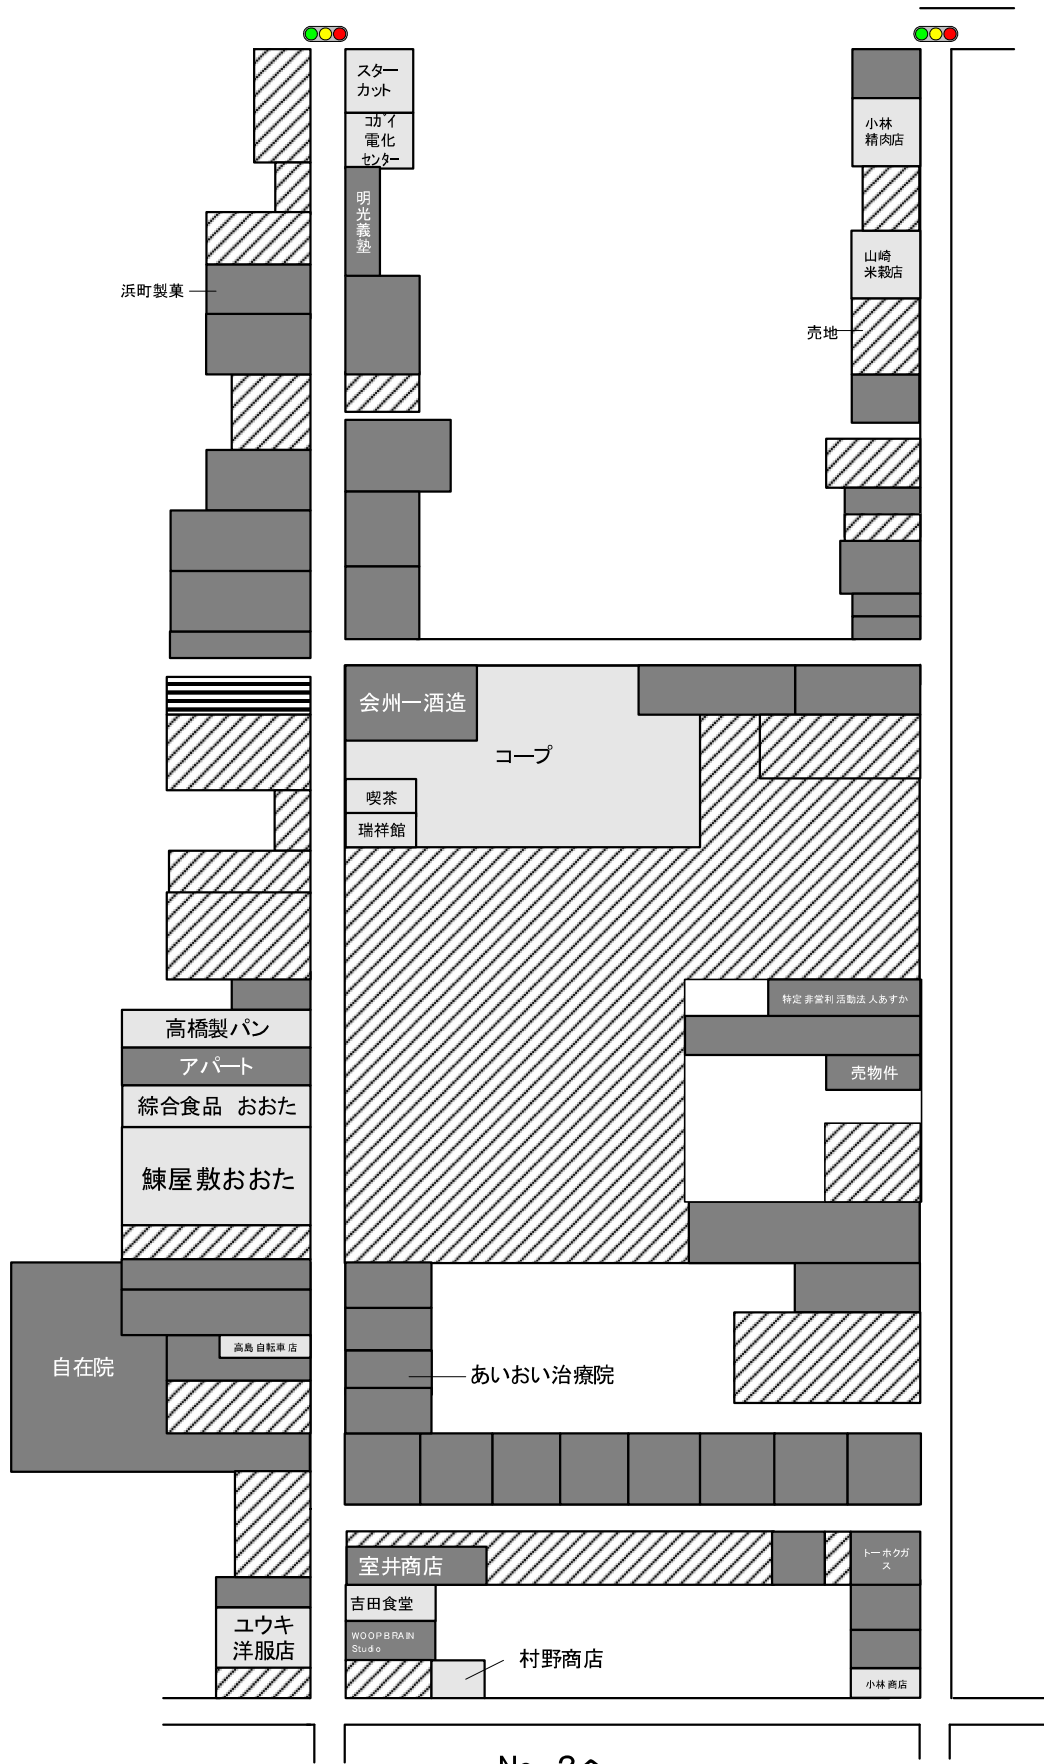 スター
カット
コガイ
電化
センター
小林
精肉店
明光義塾
山崎
米穀店
浜町製菓
売地
会州一酒造
コープ
喫茶
瑞祥館
特定非営利活動法人あすか
高橋製パン
アパート
売物件
綜合食品 おおた
鰊屋敷おおた
高島自転車店
自在院
あいおい治療院
トーホクガ
ス
室井商店
吉田食堂
ユウキ
洋服店
WOOPBRAIN
Studio
村野商店
小林商店